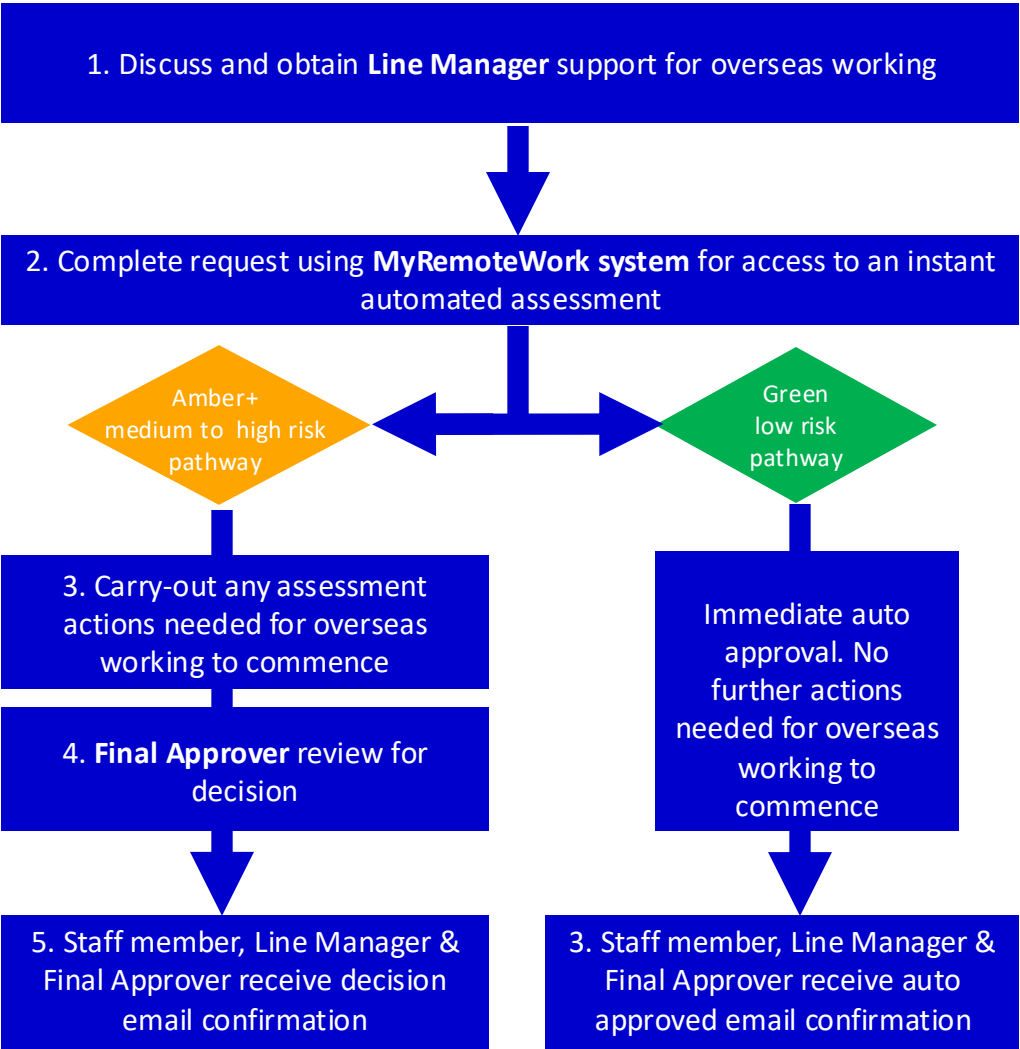 1. Discuss and obtain Line Manager support for overseas working
2. Complete request using MyRemoteWork system for access to an instant
automated assessment
Amber+
medium to  high risk
pathway
Green
low risk
pathway
3. Carry-out any assessment
actions needed for overseas
working to commence
4. Final Approver review for
decision
5. Staff member, Line Manager &
Final Approver receive decision
email confirmation
Immediate auto
approval. No
further actions
needed for overseas
working to
commence
3. Staff member, Line Manager &
Final Approver receive auto
approved email confirmation